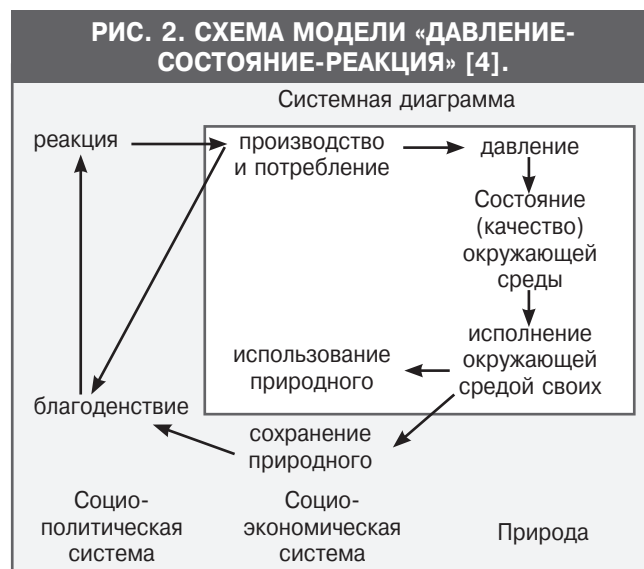 РИС. 2. СХЕМА МОДЕЛИ «ДАВЛЕНИЕ-
СОСТОЯНИЕ-РЕАКЦИЯ» [4].
Системная диаграмма
реакция
производство
и потребление
давление
Состояние
(качество)
окружающей
среды
исполнение
окружающей
средой своих
использование
природного
благоденствие
сохранение
природного
Социо-
политическая
система
Социо-
экономическая
система
Природа